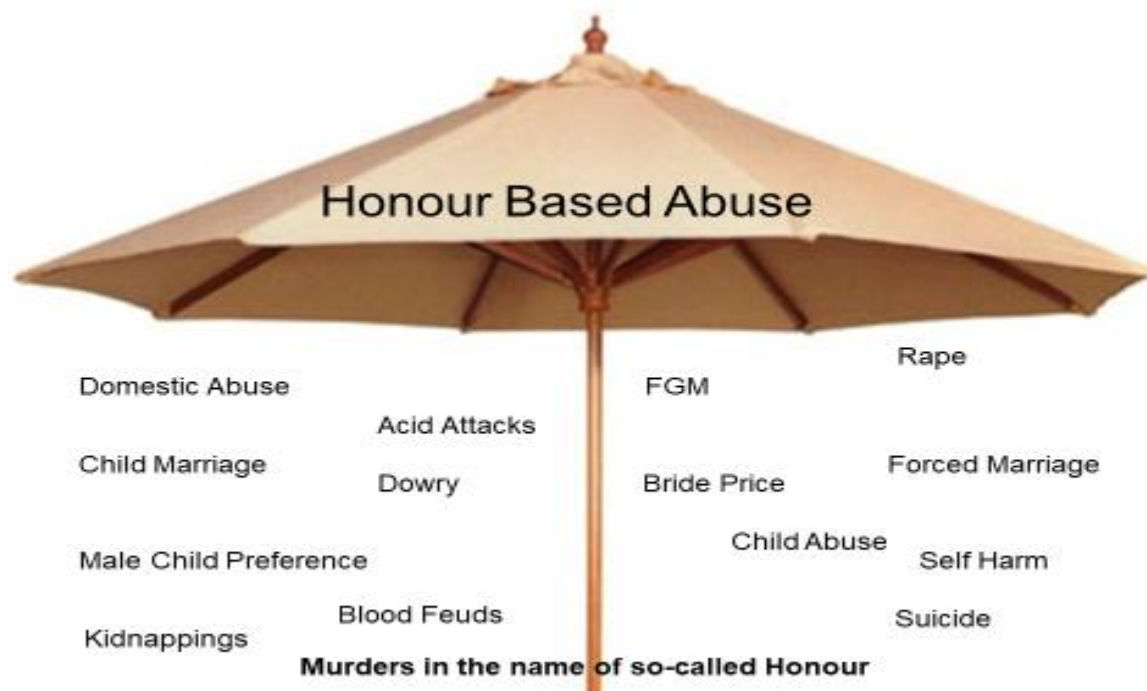 Honour Based Abuse
Rape
Domestic Abuse
FGM
Acid Attacks
Child Marriage
Forced Marriage
Dowry
Bride Price
Child Abuse
Male Child Preference
Self Harm
Blood Feuds
Suicide
Kidnappings
Murders in the name of so-called Honour